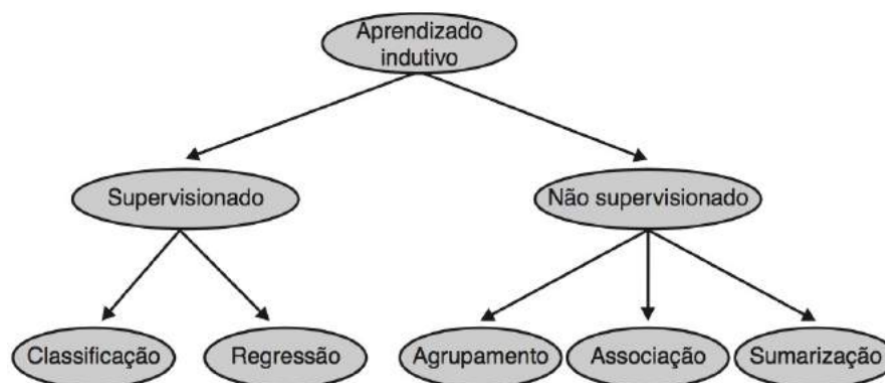 Aprendizado
indutivo
Supervisionado
Não supervisionado
Classificação
Regressão
Agrupamento
Associação
Sumarização